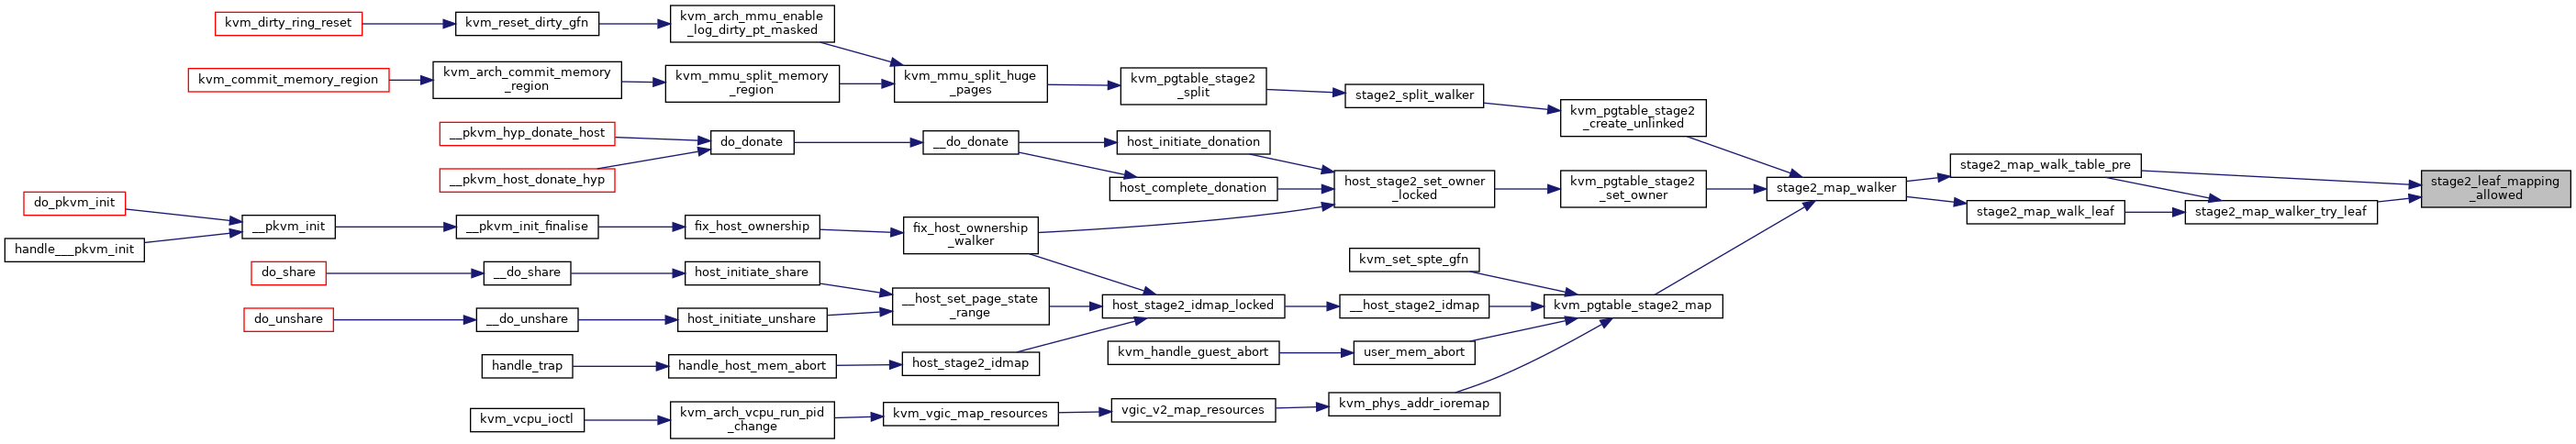 kvm_dirty_ring_reset
kvm_reset_dirty_gfn
kvm_arch_mmu_enable
_log_dirty_pt_masked
kvm_commit_memory_region
kvm_arch_commit_memory
_region
kvm_mmu_split_memory
_region
kvm_mmu_split_huge
_pages
kvm_pgtable_stage2
_split
stage2_split_walker
kvm_pgtable_stage2
_create_unlinked
__pkvm_hyp_donate_host
do_donate
__do_donate
host_initiate_donation
__pkvm_host_donate_hyp
host_complete_donation
host_stage2_set_owner
_locked
kvm_pgtable_stage2
_set_owner
stage2_map_walker
stage2_map_walk_table_pre
stage2_leaf_mapping
_allowed
stage2_map_walk_leaf
stage2_map_walker_try_leaf
do_pkvm_init
handle___pkvm_init
__pkvm_init
__pkvm_init_finalise
fix_host_ownership
fix_host_ownership
_walker
do_share
__do_share
host_initiate_share
kvm_set_spte_gfn
__host_set_page_state
_range
host_stage2_idmap_locked
__host_stage2_idmap
kvm_pgtable_stage2_map
do_unshare
__do_unshare
host_initiate_unshare
handle_trap
handle_host_mem_abort
host_stage2_idmap
kvm_handle_guest_abort
user_mem_abort
kvm_vcpu_ioctl
kvm_arch_vcpu_run_pid
_change
kvm_vgic_map_resources
vgic_v2_map_resources
kvm_phys_addr_ioremap